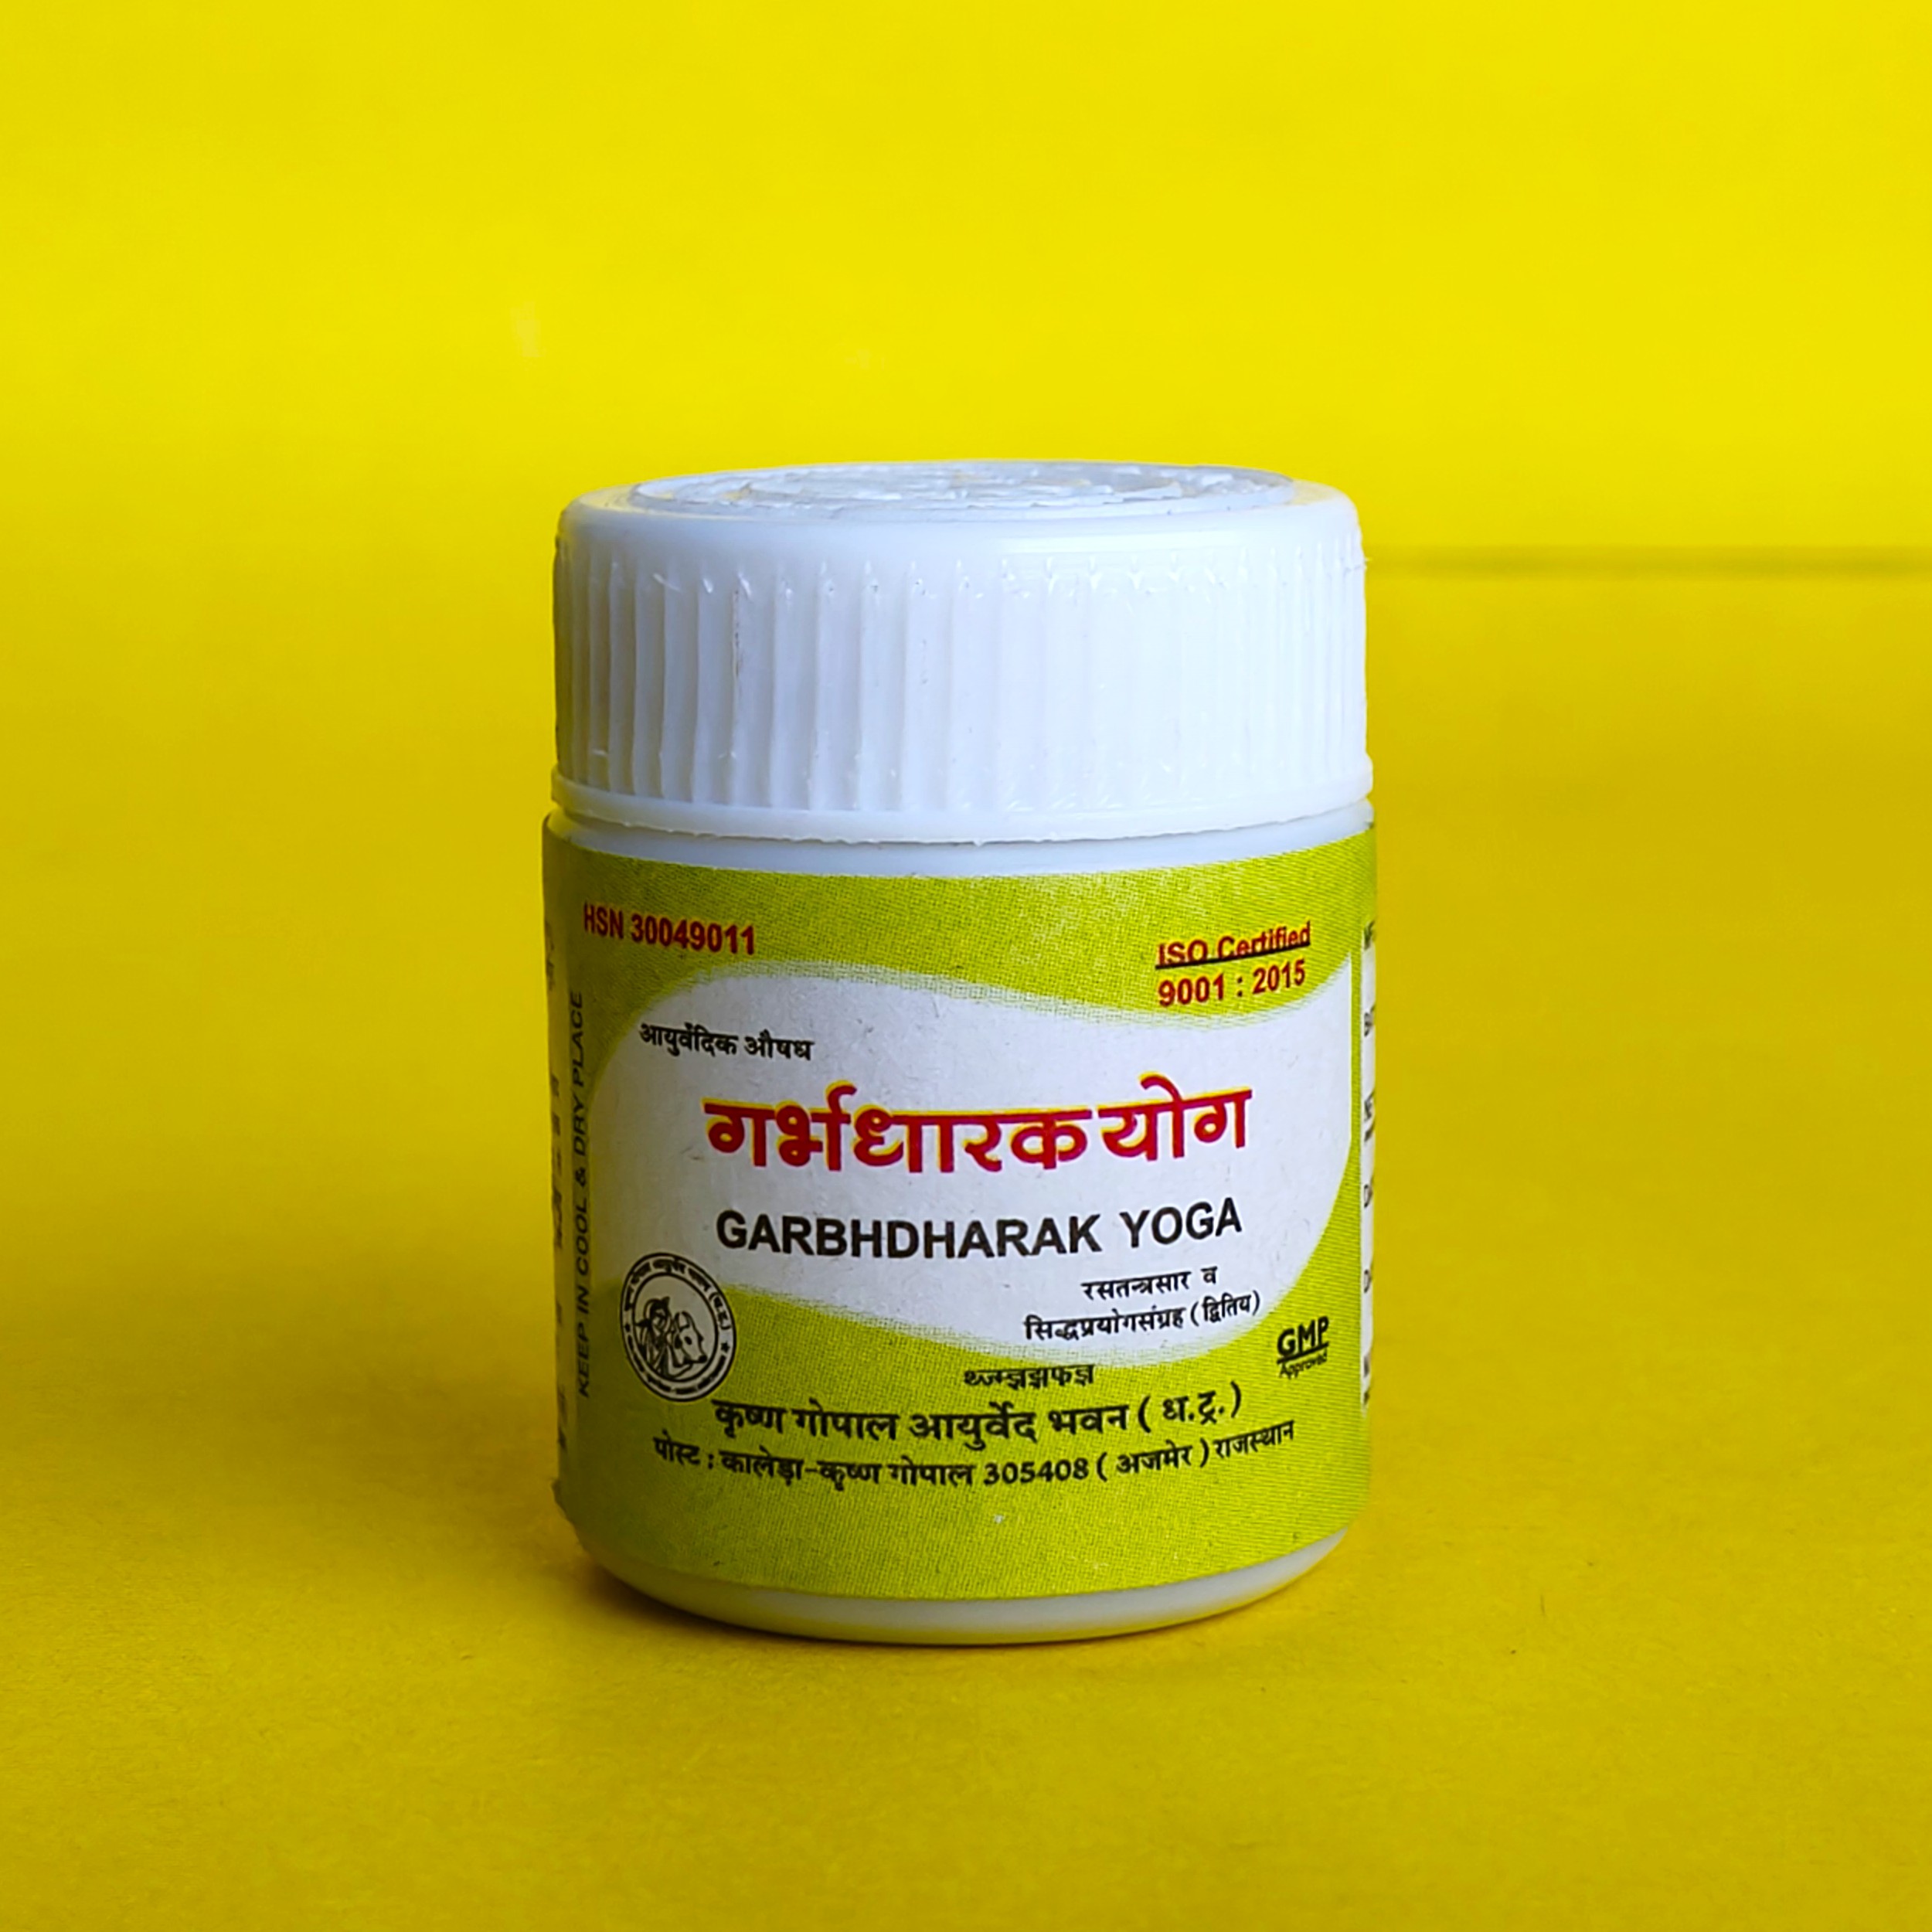 HSN 30049011
ISO Certified
9001 : 2015
KEEP IN COOL & DRY PLACE
आयुर्वेदिक औषध
गर्भधारक योग
GARBHDHARAK YOGA
रसतन्त्रसार व
सिद्धप्रयोगसंग्रह (द्वितिय)
GMP
Approved
कृष्ण गोपाल आयुर्वेद भवन ( ध.ट्र. )
पोस्ट : कालेड़ा-कृष्ण गोपाल 305408 ( अजमेर ) राजस्थान